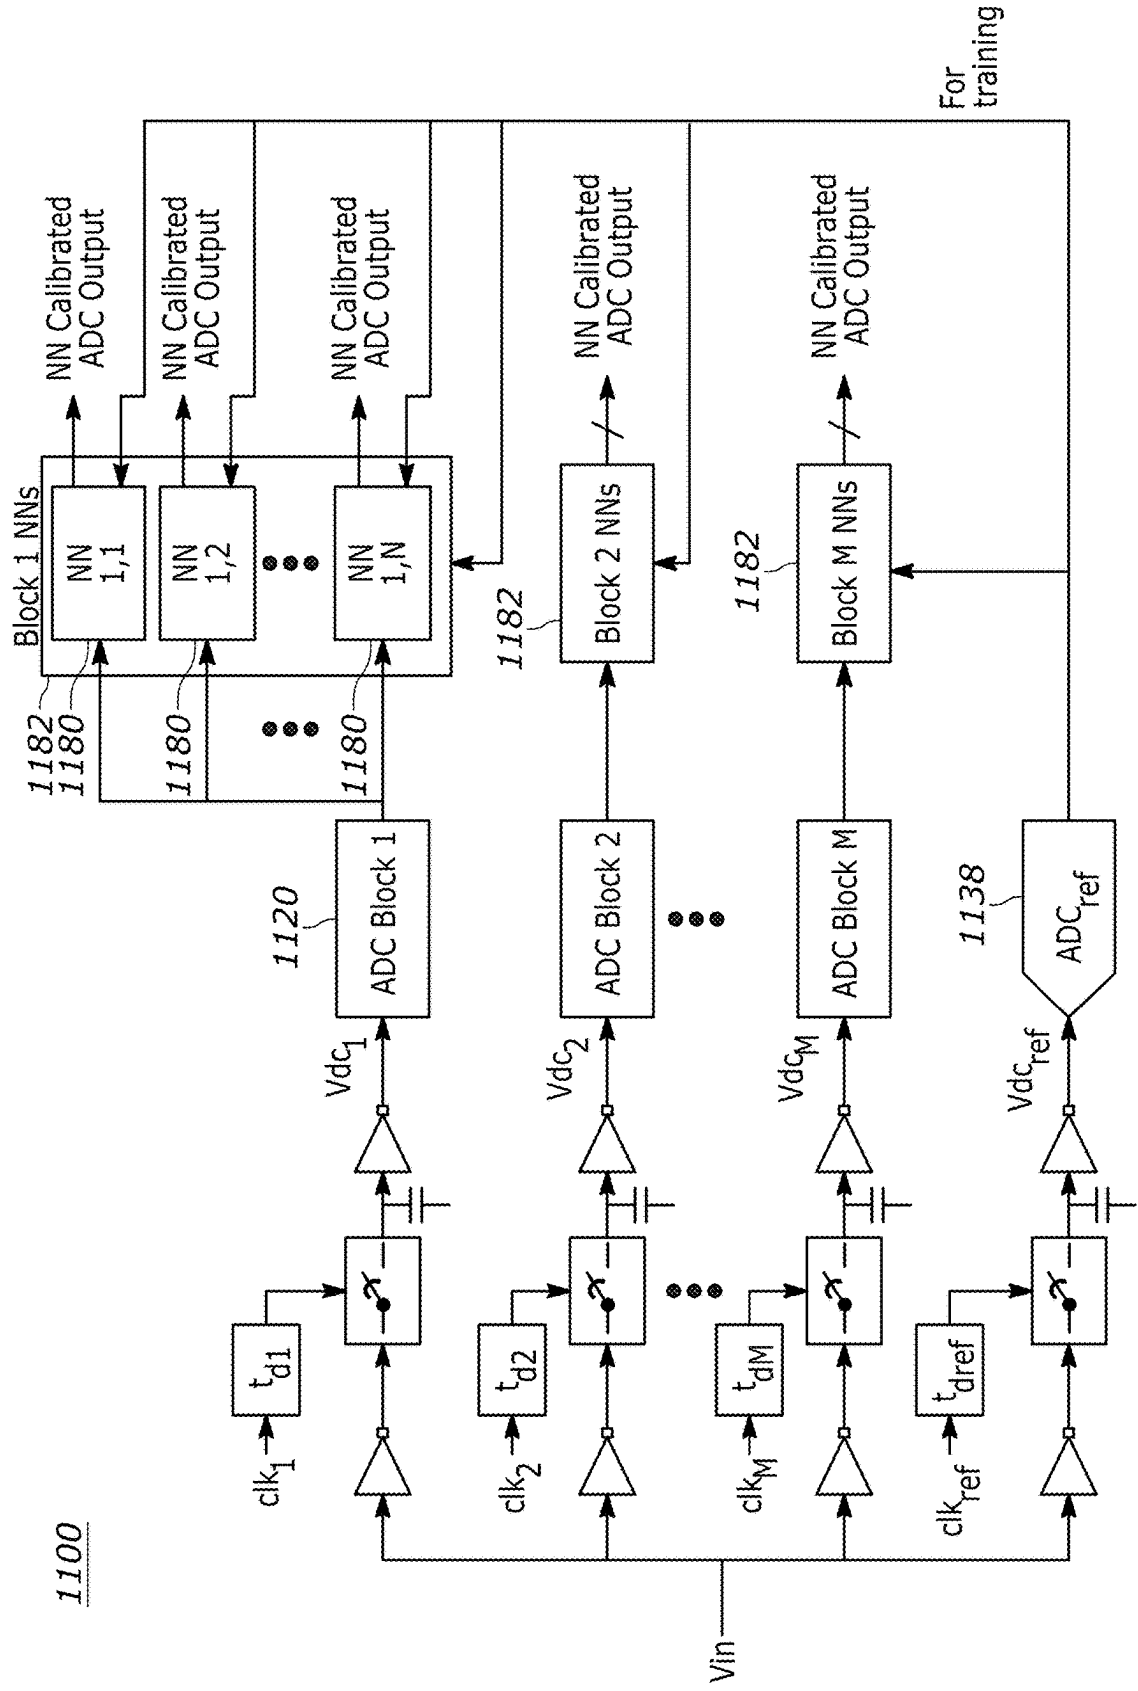 1100
Vin
clk1
td1
Vdc1
1120
ADC Block 1
1182
1180
1180
1180
Block 1 NNs
NN
1,1
NN
1,2
NN
1,N
NN Calibrated
ADC Output
NN Calibrated
ADC Output
NN Calibrated
ADC Output
clk2
td2
Vdc2
ADC Block 2
1182
Block 2 NNs
NN Calibrated
ADC Output
clkM
tdM
VdcM
ADC Block M
1182
Block M NNs
NN Calibrated
ADC Output
clkref
tdref
Vdcref
1138
ADCref
For
training